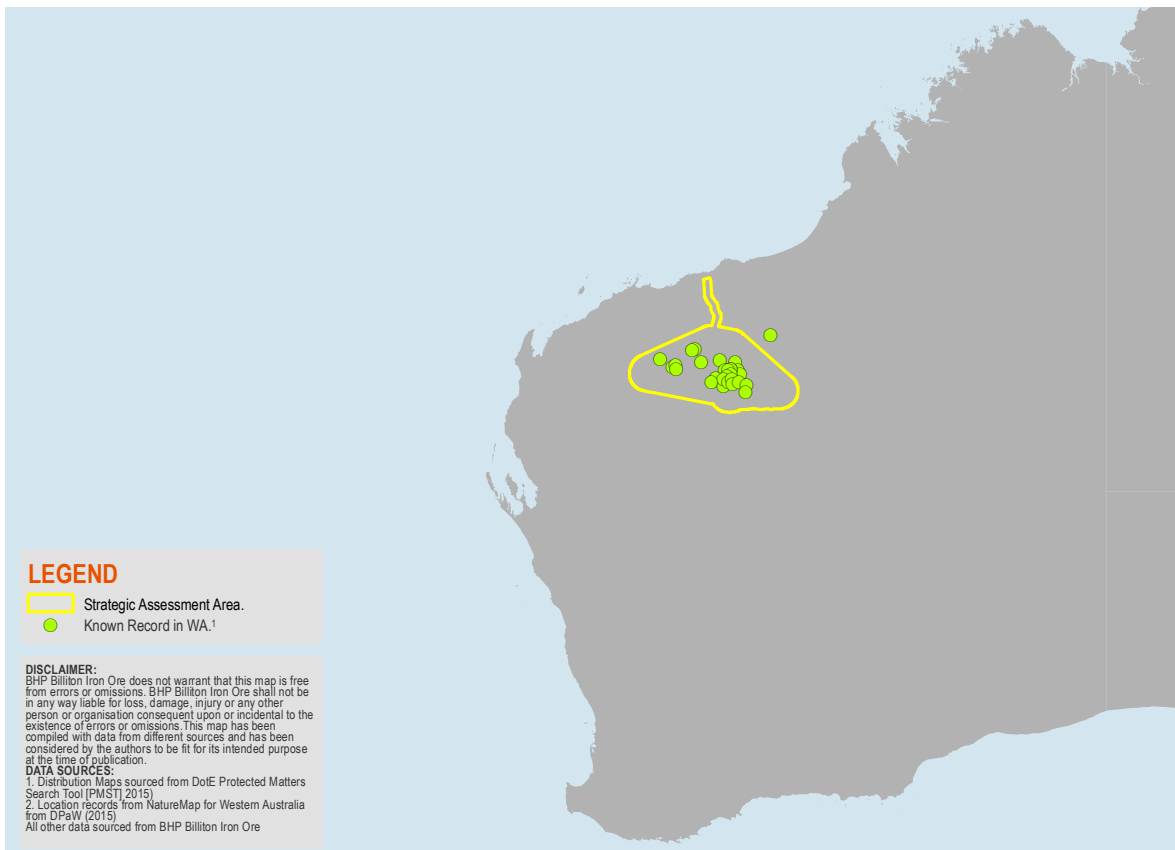 LEGEND
Strategic Assessment Area.
Known Record in WA.¹
DISCLAIMER:
BHP Billiton Iron Ore does not warrant that this map is free
from errors or omissions. BHP Billiton Iron Ore shall not be
in any way liable for loss, damage, injury or any other
person or organisation consequent upon or incidental to the
existence of errors or omissions.This map has been
compiled with data from different sources and has been
considered by the authors to be fit for its intended purpose
at the time of publication.
DATA SOURCES:
1. Distribution Maps sourced from DotE Protected Matters
Search Tool [PMST] 2015)
2. Location records from NatureMap for Western Australia
from DPaW (2015)
All other data sourced from BHP Billiton Iron Ore